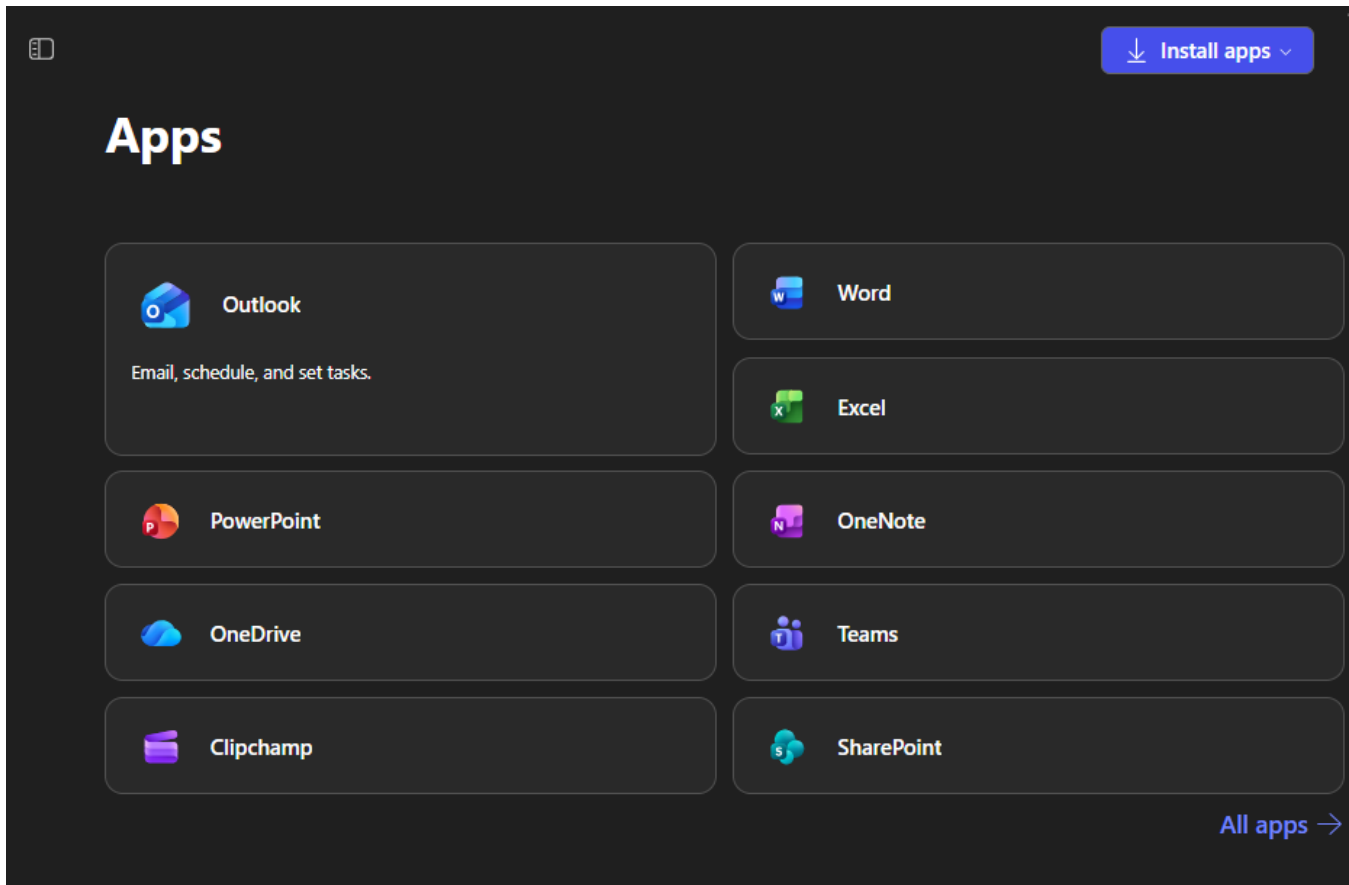 Install apps
Apps
Outlook
Email, schedule, and set tasks.
Word
Excel
PowerPoint
OneNote
OneDrive
Teams
Clipchamp
SharePoint
All apps